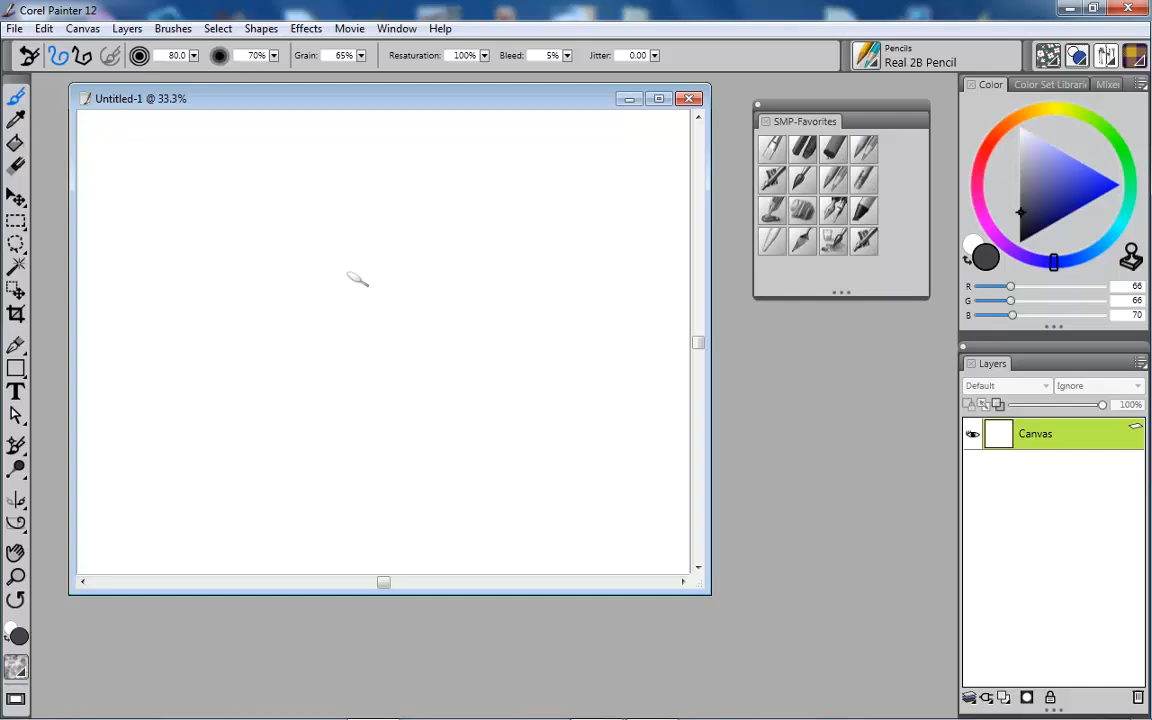 Corel Painter 12
File Edit Canvas Layers Brushes Select Shapes Effects Movie Window Help
80.0 70% Grain: 65% Resaturation: 100% Bleed: 5% Jitter: 0.00
Pencils
Real 2B Pencil
Untitled-1 @ 33.3%
SMP-Favorites
Color Color Set Librari Mixer
R 66
G 66
B 70
Layers
Default Ignore
100%
Canvas
T